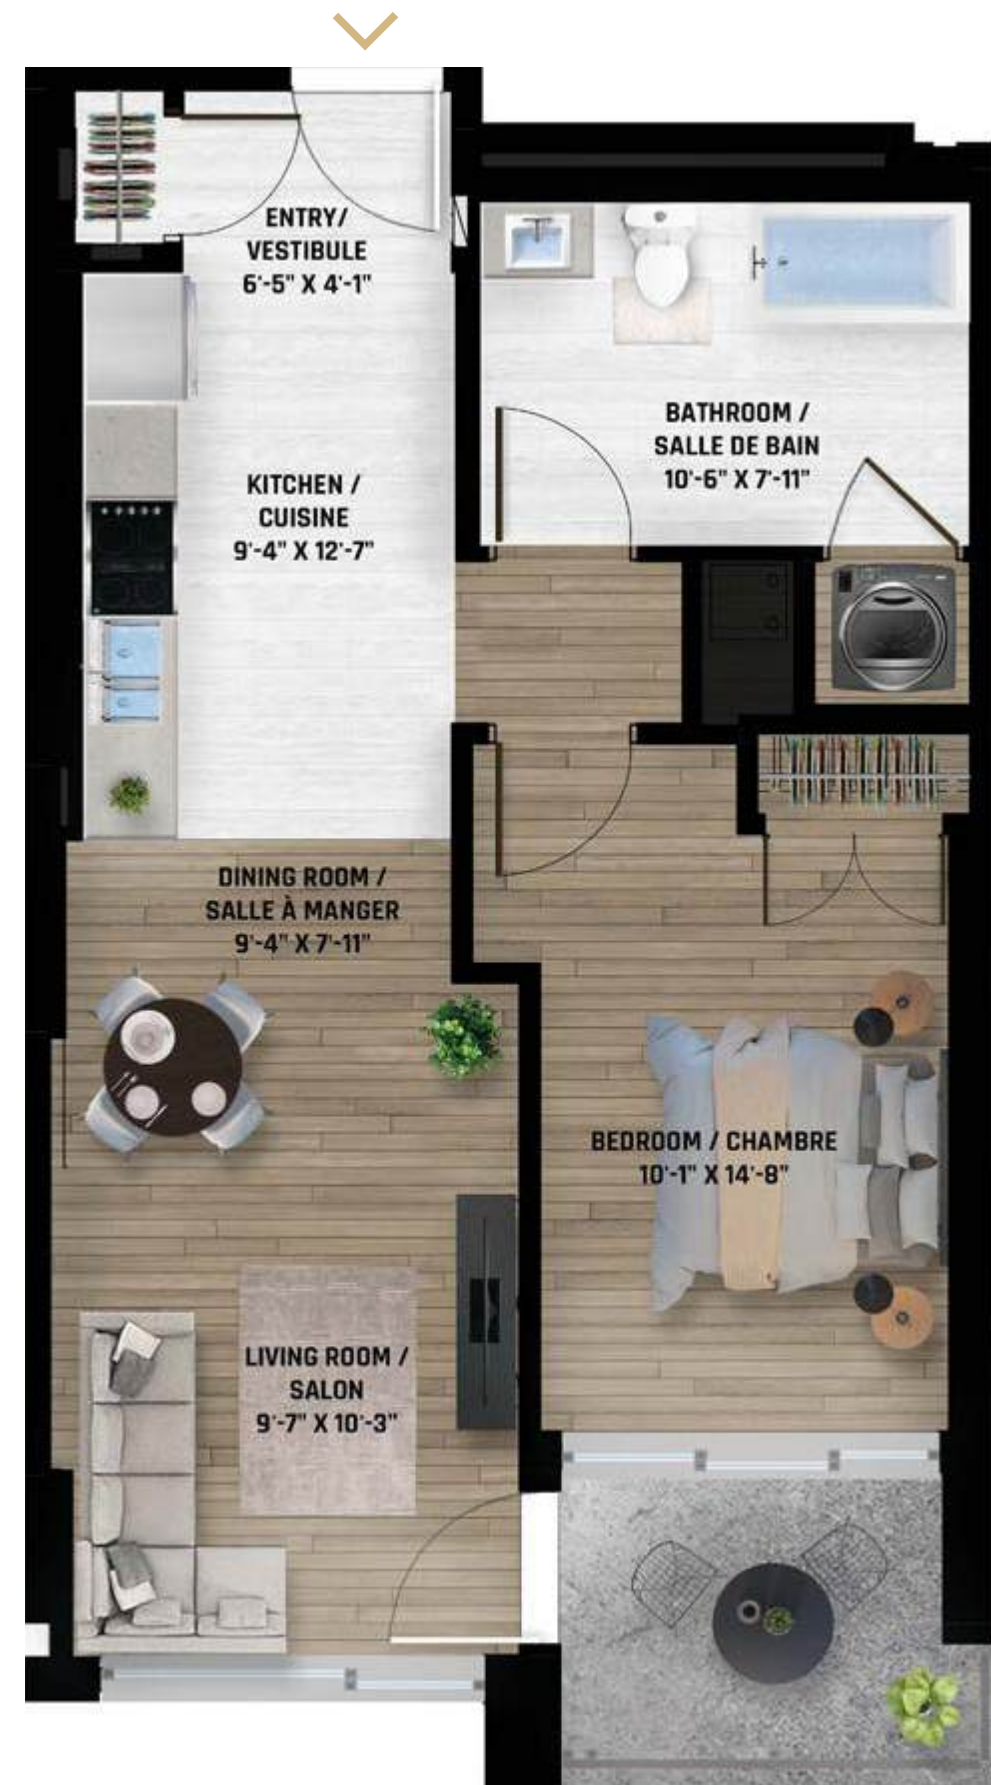 ENTRY/
VESTIBULE
6'-5" X 4'-1"
BATHROOM /
SALLE DE BAIN
10'-6" X 7'-11"
KITCHEN /
CUISINE
9'-4" X 12'-7"
DINING ROOM /
SALLE À MANGER
9'-4" X 7'-11"
BEDROOM / CHAMBRE
10'-1" X 14'-8"
LIVING ROOM /
SALON
9'-7" X 10'-3"